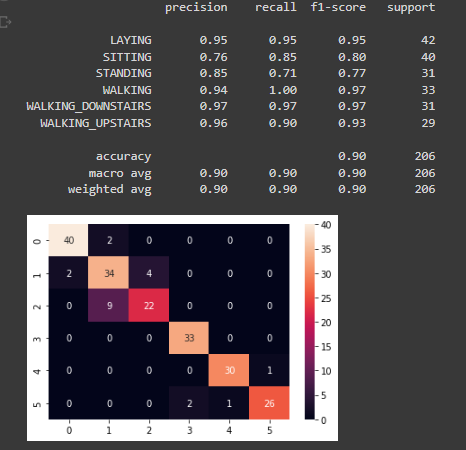 precision recall f1-score support
LAYING 0.95 0.95 0.95 42
SITTING 0.76 0.85 0.80 40
STANDING 0.85 0.71 0.77 31
WALKING 0.94 1.00 0.97 33
WALKING_DOWNSTAIRS 0.97 0.97 0.97 31
WALKING_UPSTAIRS 0.96 0.90 0.93 29
accuracy 0.90 206
macro avg 0.90 0.90 0.90 206
weighted avg 0.90 0.90 0.90 206
0 40 2 0 0 0 0
1 2 34 4 0 0 0
2 0 9 22 0 0 0
3 0 0 0 33 0 0
4 0 0 0 0 30 1
5 0 0 0 2 1 26
0 1 2 3 4 5
40
35
30
25
20
15
10
5
0